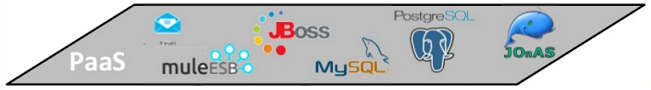 PaaS
muleESB
JBoss
MySQL
PostgreSQL
JOnAS